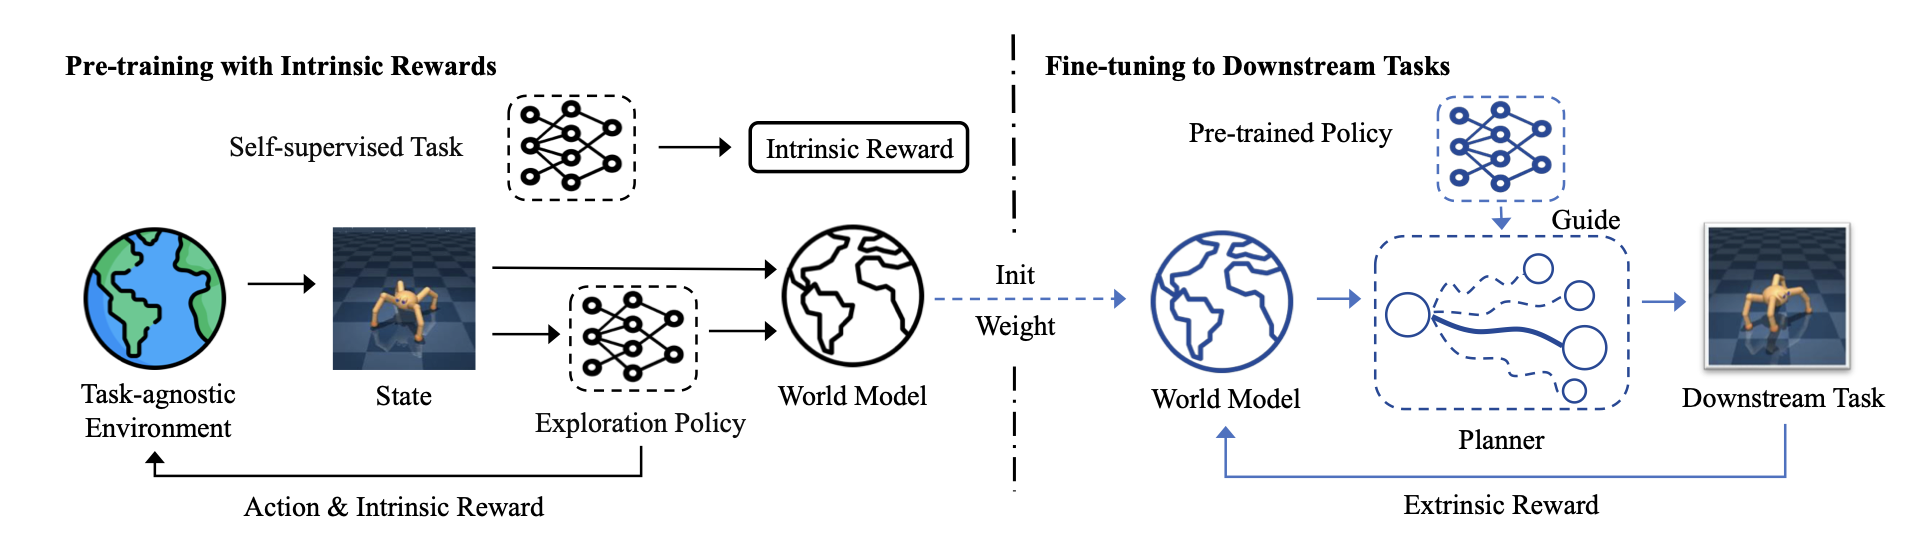 Pre-training with Intrinsic Rewards
Self-supervised Task
Intrinsic Reward
Task-agnostic
Environment
State
Exploration Policy
World Model
Action & Intrinsic Reward
Init
Weight
Fine-tuning to Downstream Tasks
Pre-trained Policy
Guide
World Model
Planner
Downstream Task
Extrinsic Reward